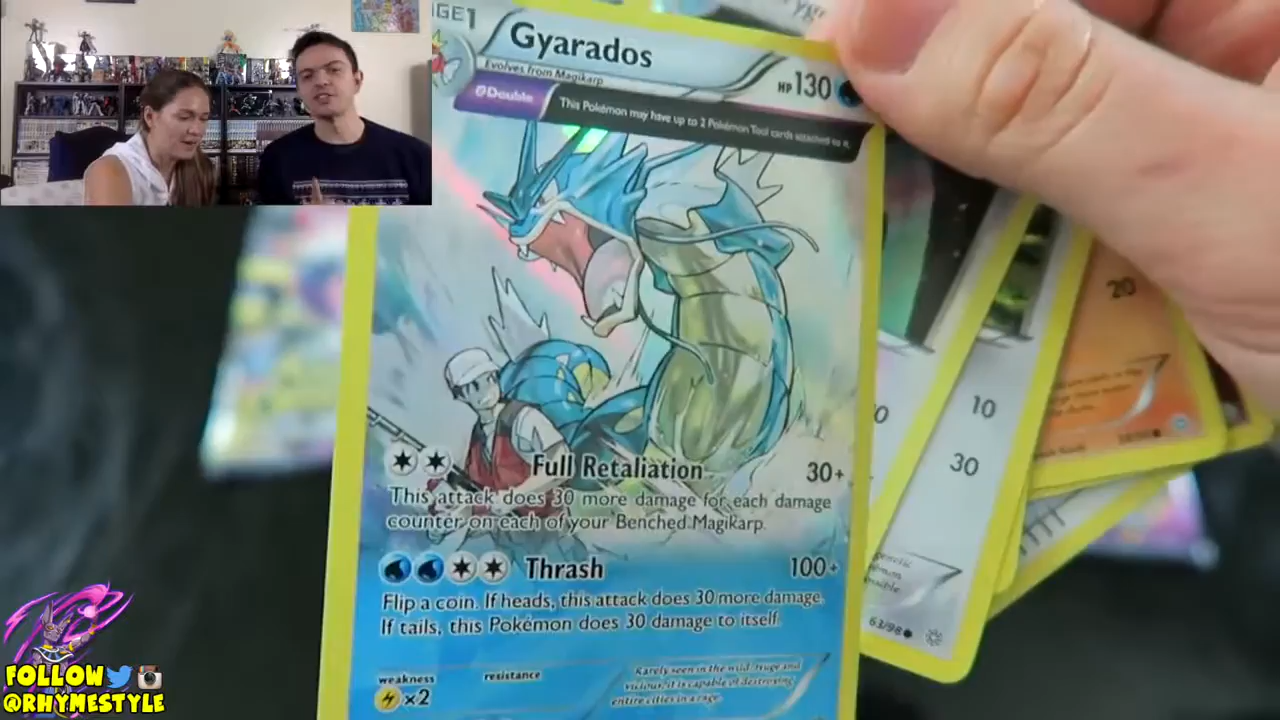 GE1
Gyarados
Evolves from Magikarp
HP 130
Double
This Pokémon may have up to 2 Pokémon Tool cards attached to it.
Full Retaliation 30+
This attack does 30 more damage for each damage
counter on each of your Benched Magikarp.
Thrash 100+
Flip a coin. If heads, this attack does 30 more damage.
If tails, this Pokémon does 30 damage to itself.
weakness
resistance
×2
Rarely seen in the wild. Huge and
vicious, it is capable of destroying
entire cities in a rage.
10
30
63/98
20
FOLLOW
@RHYMESTYLE